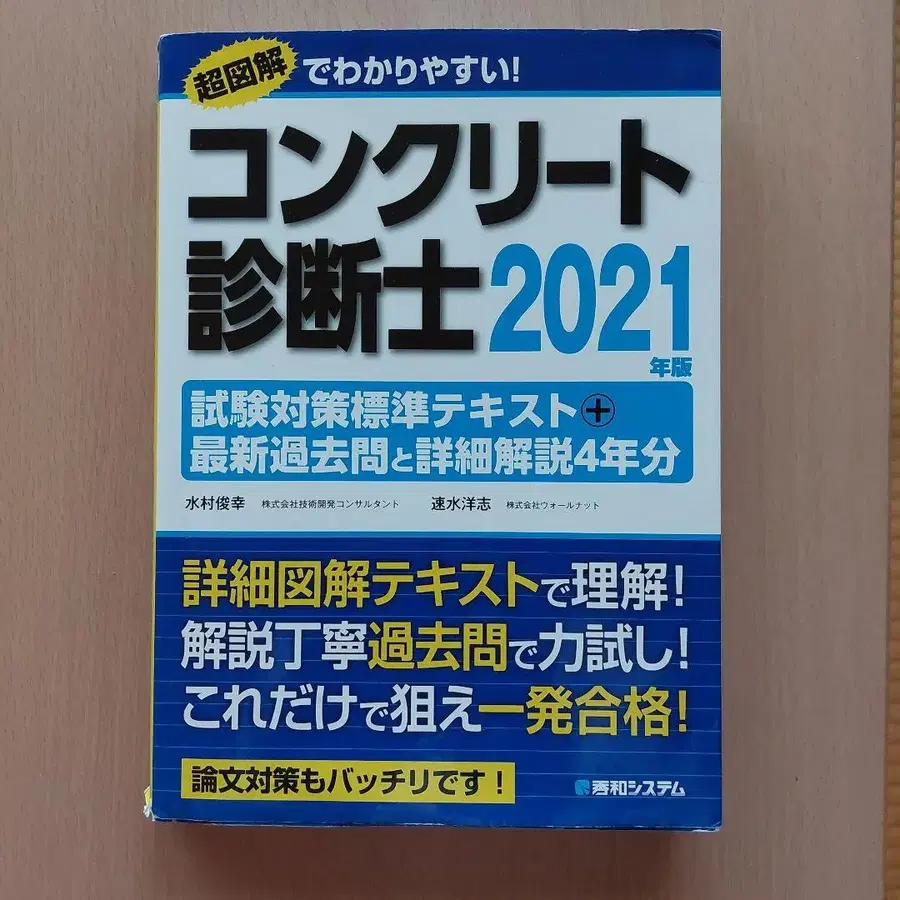 超図解でわかりやすい!
コンクリート
診断士2021
年版
試験対策標準テキスト+
最新過去問と詳細解説4年分
水村俊幸 株式会社技術開発コンサルタント 速水洋志 株式会社ウォールナット
詳細図解テキストで理解!
解説丁寧過去問で力試し!
これだけで狙え一発合格!
論文対策もバッチリです!
秀和システム